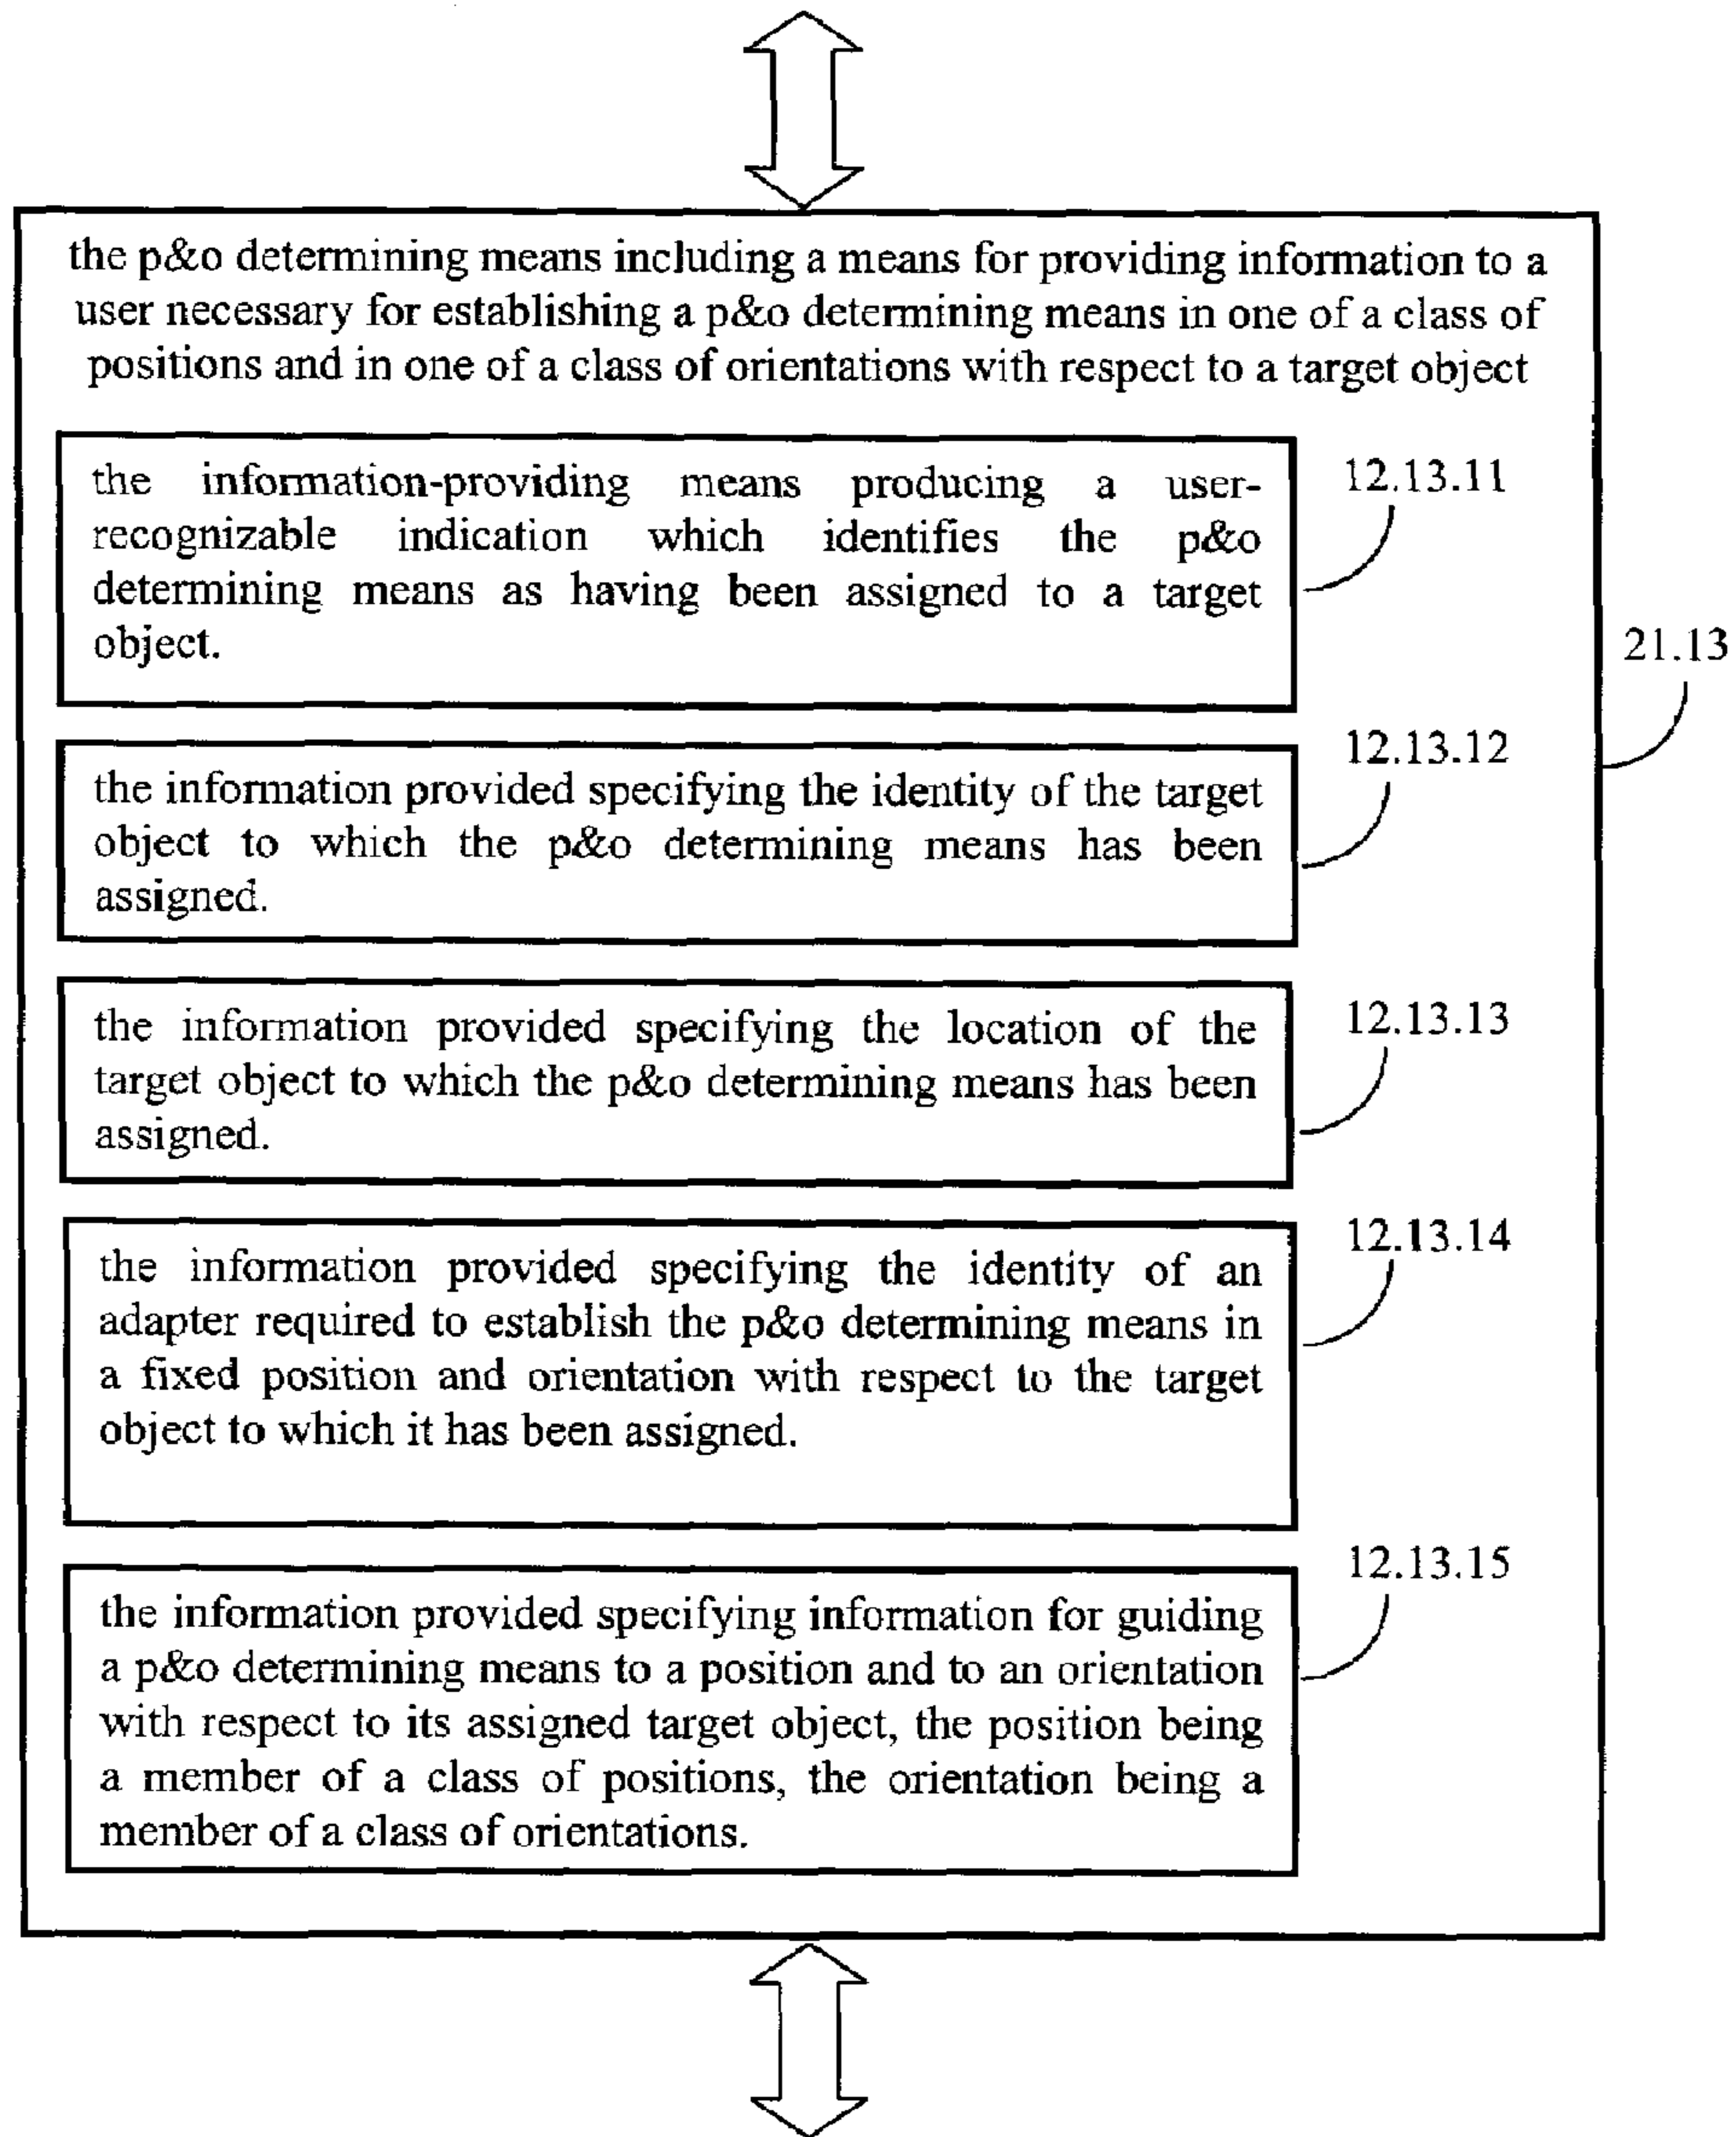 the p&o determining means including a means for providing information to a
user necessary for establishing a p&o determining means in one of a class of
positions and in one of a class of orientations with respect to a target object
the information-providing means producing a user-
recognizable indication which identifies the p&o
determining means as having been assigned to a target
object.
12.13.11
21.13
12.13.12
the information provided specifying the identity of the target
object to which the p&o determining means has been
assigned.
12.13.13
the information provided specifying the location of the
target object to which the p&o determining means has been
assigned.
12.13.14
the information provided specifying the identity of an
adapter required to establish the p&o determining means in
a fixed position and orientation with respect to the target
object to which it has been assigned.
12.13.15
the information provided specifying information for guiding
a p&o determining means to a position and to an orientation
with respect to its assigned target object, the position being
a member of a class of positions, the orientation being a
member of a class of orientations.